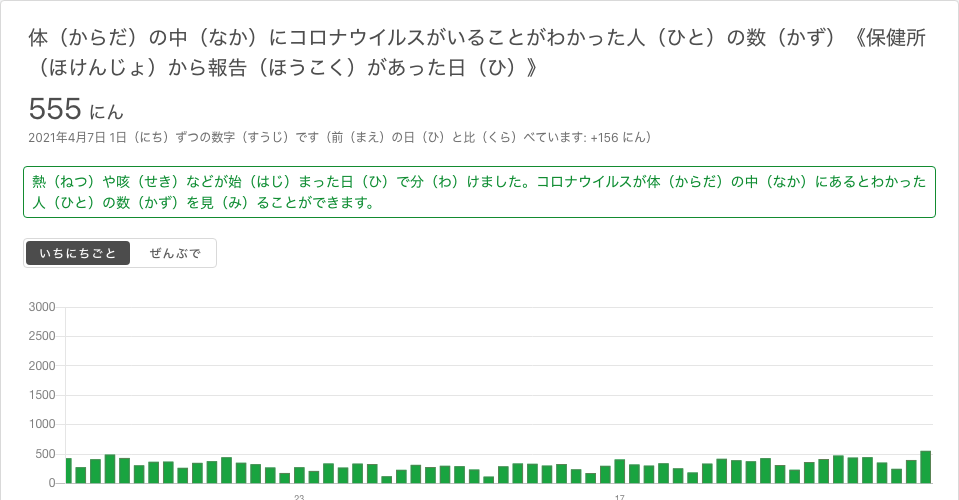 体（からだ）の中（なか）にコロナウイルスがいることがわかった人（ひと）の数（かず）《保健所
（ほけんじょ）から報告（ほうこく）があった日（ひ）》
555 にん
2021年4月7日 1日（にち）ずつの数字（すうじ）です（前（まえ）の日（ひ）と比（くら）べています: +156 にん）
熱（ねつ）や咳（せき）などが始（はじ）まった日（ひ）で分（わ）けました。コロナウイルスが体（からだ）の中（なか）にあるとわかった
人（ひと）の数（かず）を見（み）ることができます。
いちにちごと ぜんぶで
3000
2500
2000
1500
1000
500
0
23 17